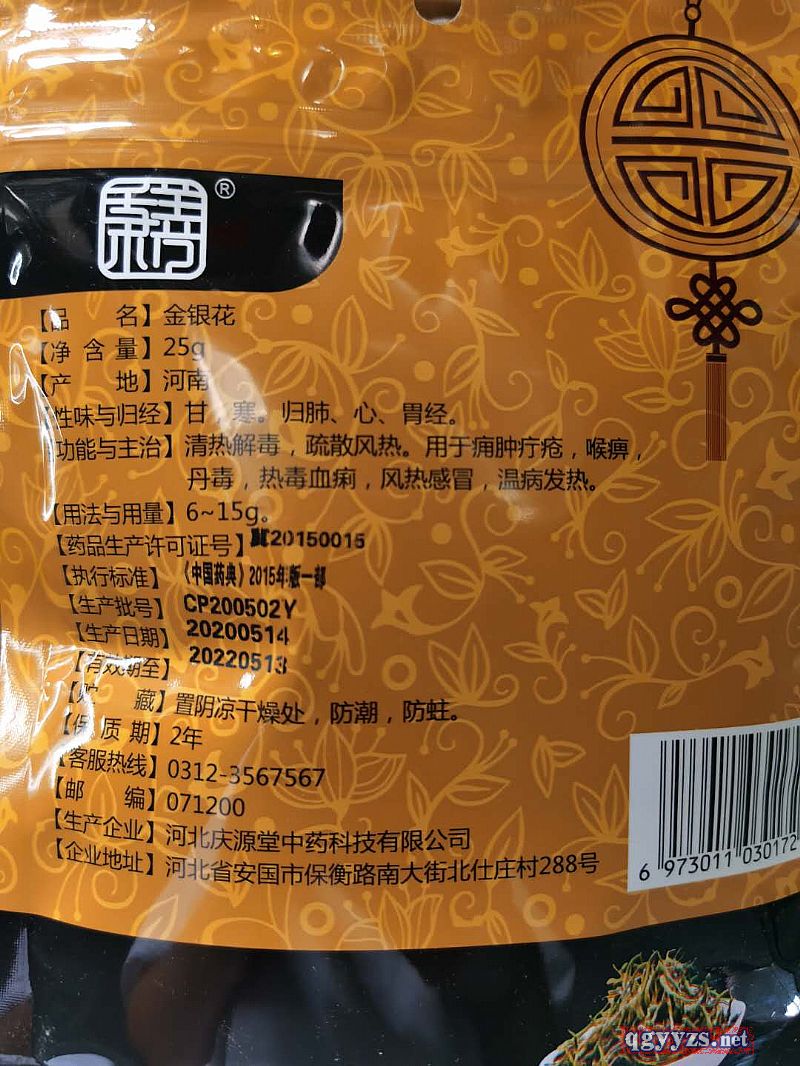 ®
【品 名】金银花
【净 含 量】25g
【产 地】河南
【性味与归经】甘，寒。归肺、心、胃经。
【功能与主治】清热解毒，疏散风热。用于痈肿疔疮，喉痹，
丹毒，热毒血痢，风热感冒，温病发热。
【用法与用量】6~15g。
【药品生产许可证号】冀20150015
【执行标准】《中国药典》2015年版一部
【生产批号】CP200502Y
【生产日期】20200514
【有效期至】20220513
【贮 藏】置阴凉干燥处，防潮，防蛀。
【保 质 期】2年
【客服热线】0312-3567567
【邮 编】071200
【生产企业】河北庆源堂中药科技有限公司
【企业地址】河北省安国市保衡路南大街北仕庄村288号
6 973011 030172
qgyyzs.net